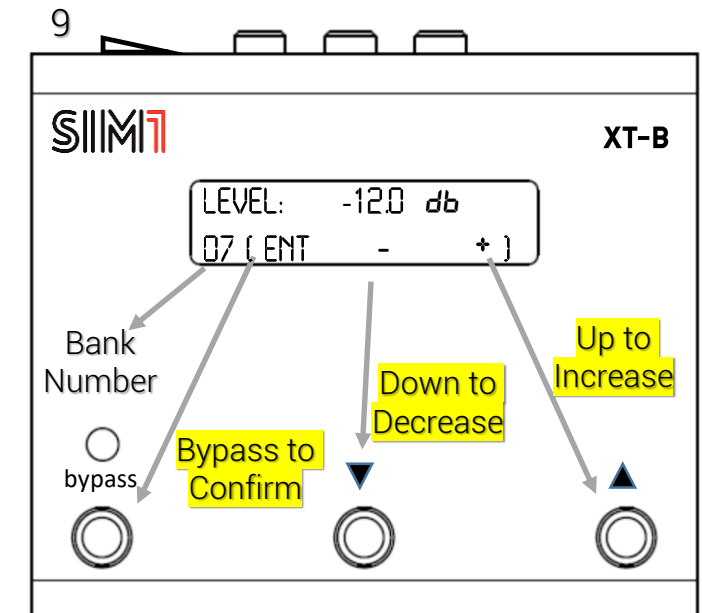 9
SIM1
XT-B
LEVEL: -12.0 db
07 ( ENT - + )
Bank
Number
Up to
Increase
Down to
Decrease
Bypass to
Confirm
bypass